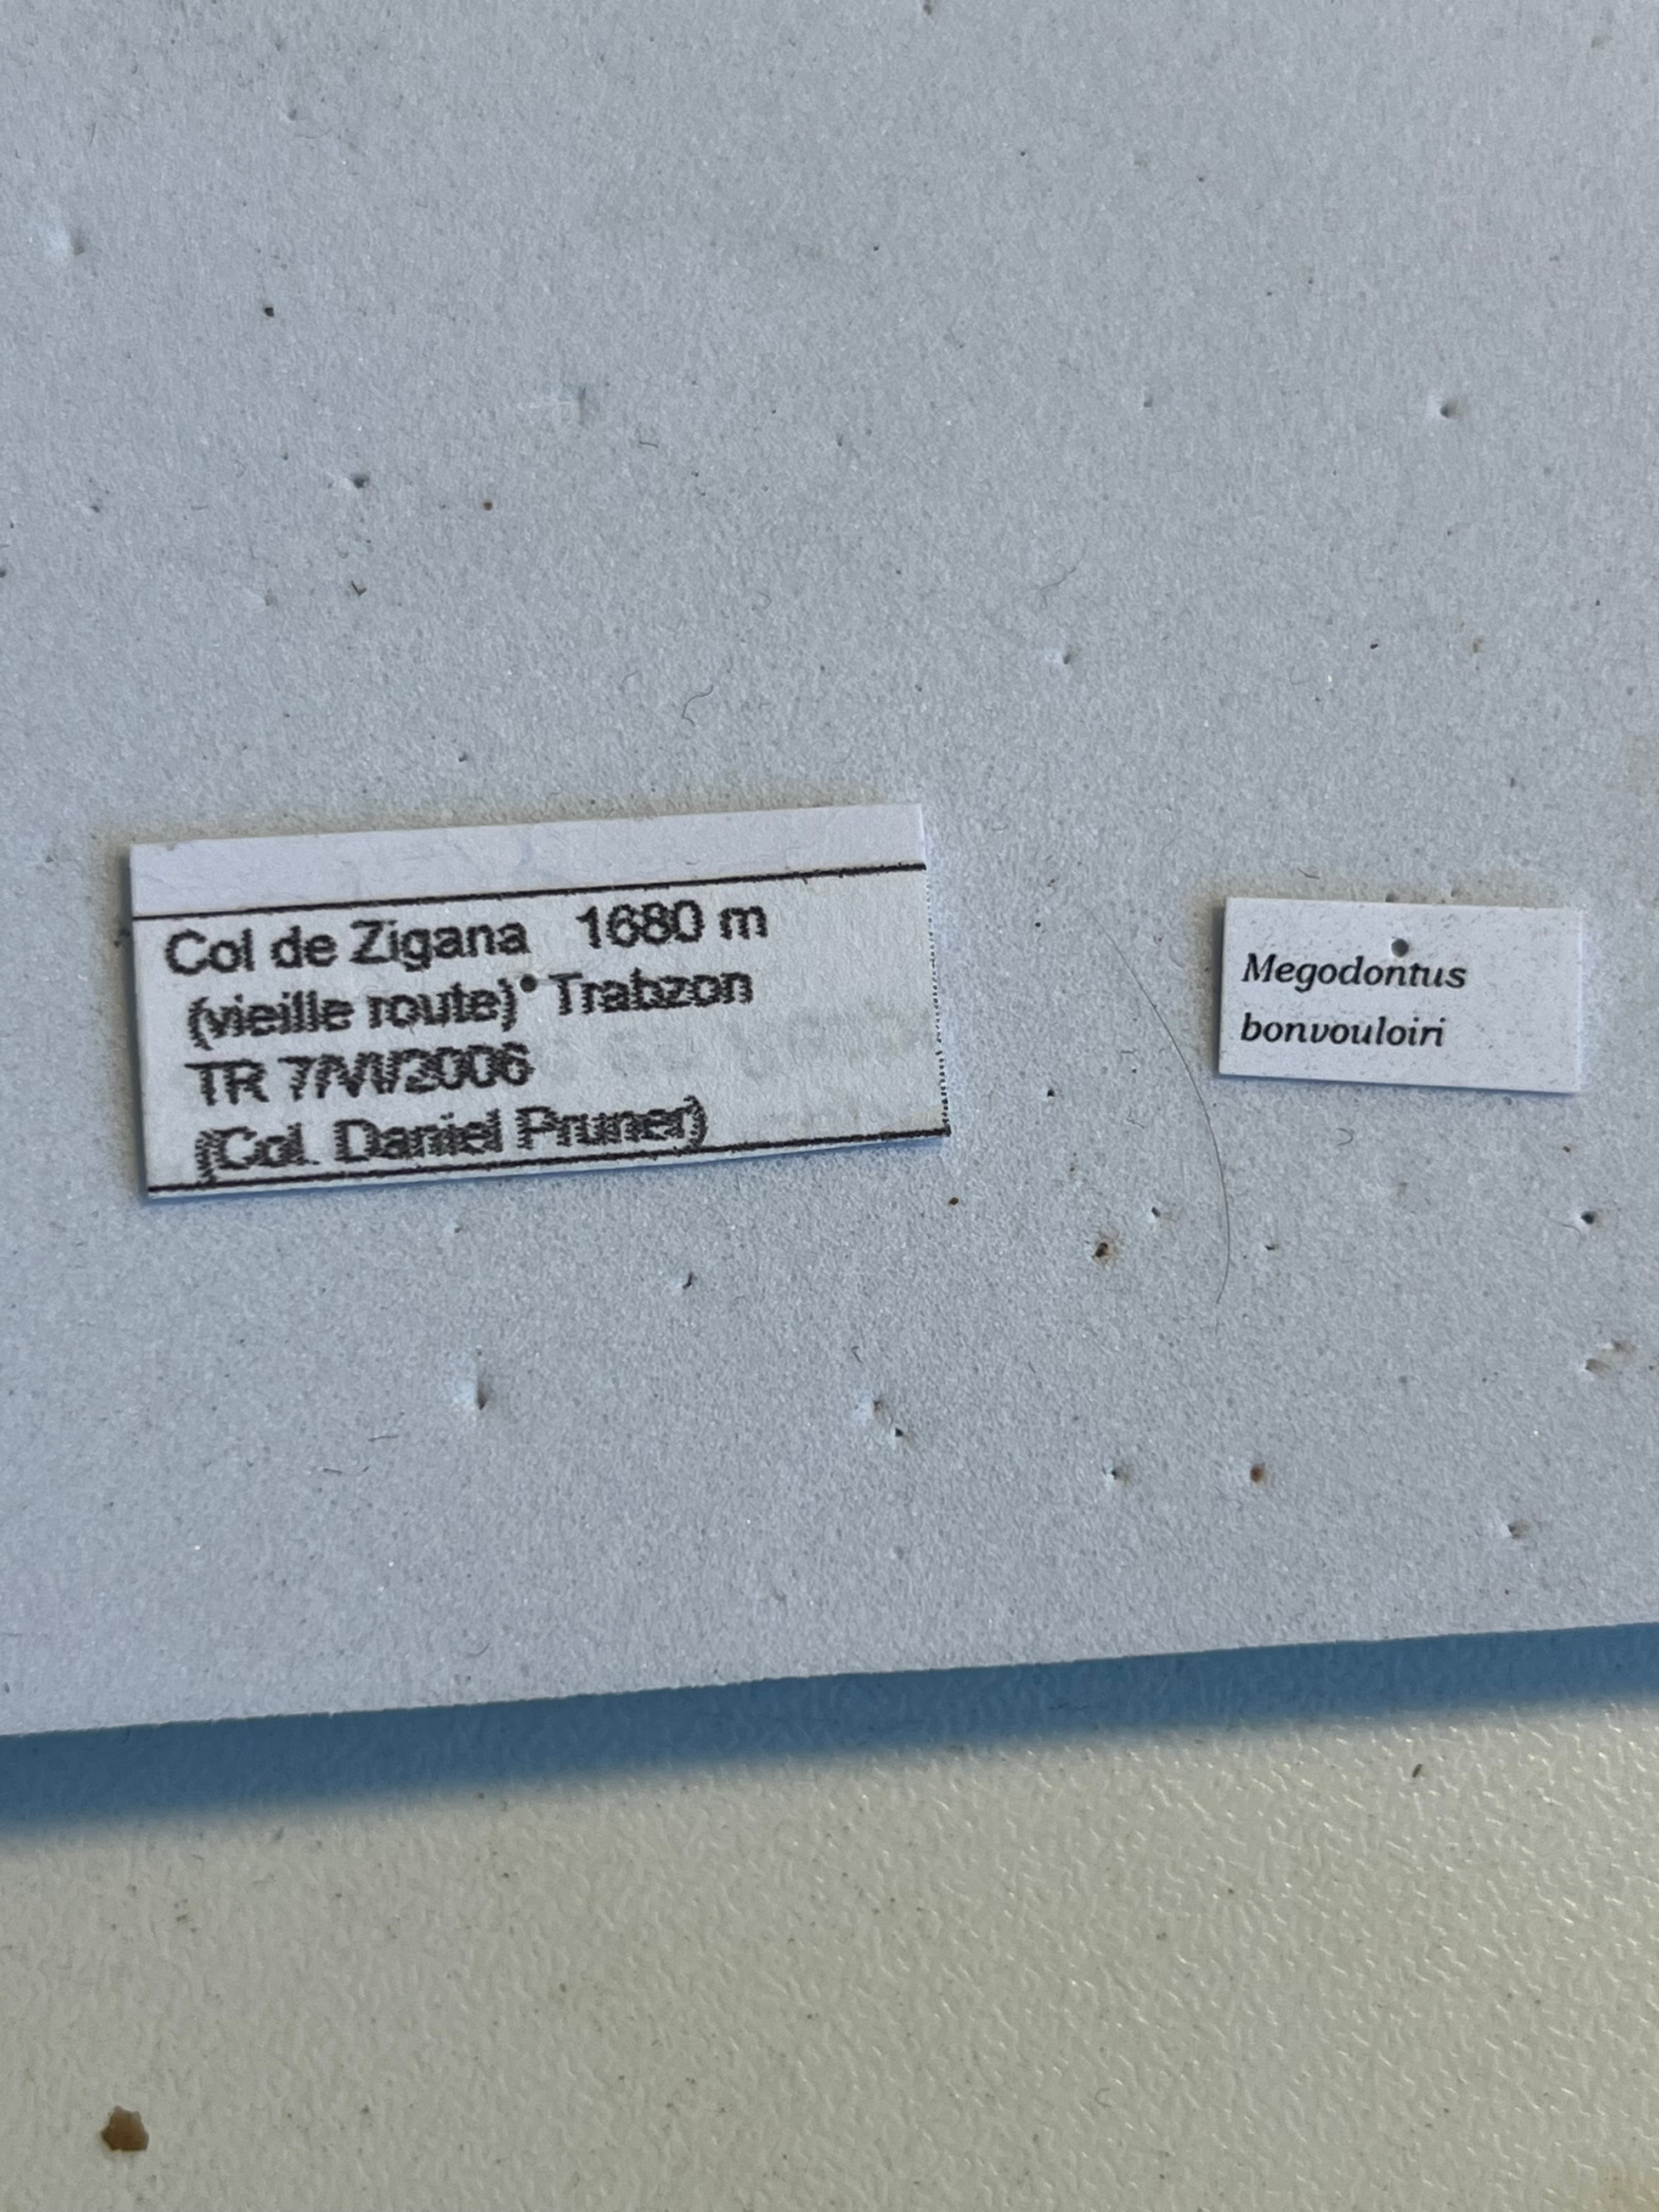 Col de Zigana 1680 m
(vieille route) Trabzon
TR 7/VI/2006
(Col. Daniel Pruner)
Megodontus
bonvouloiri